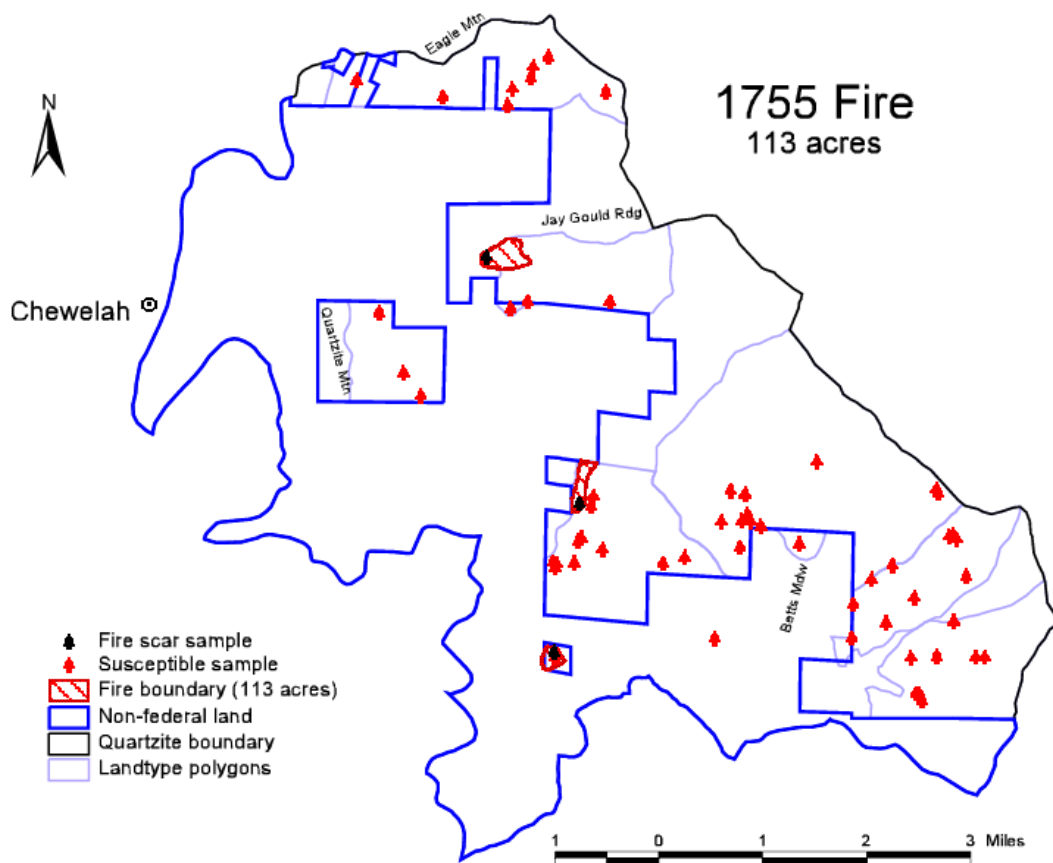 Eagle Mtn
N
1755 Fire
113 acres
Jay Gould Rdg
Chewelah
Quartzite Mtn
Betts Mdw
Fire scar sample
Susceptible sample
Fire boundary (113 acres)
Non-federal land
Quartzite boundary
Landtype polygons
1 0 1 2 3 Miles